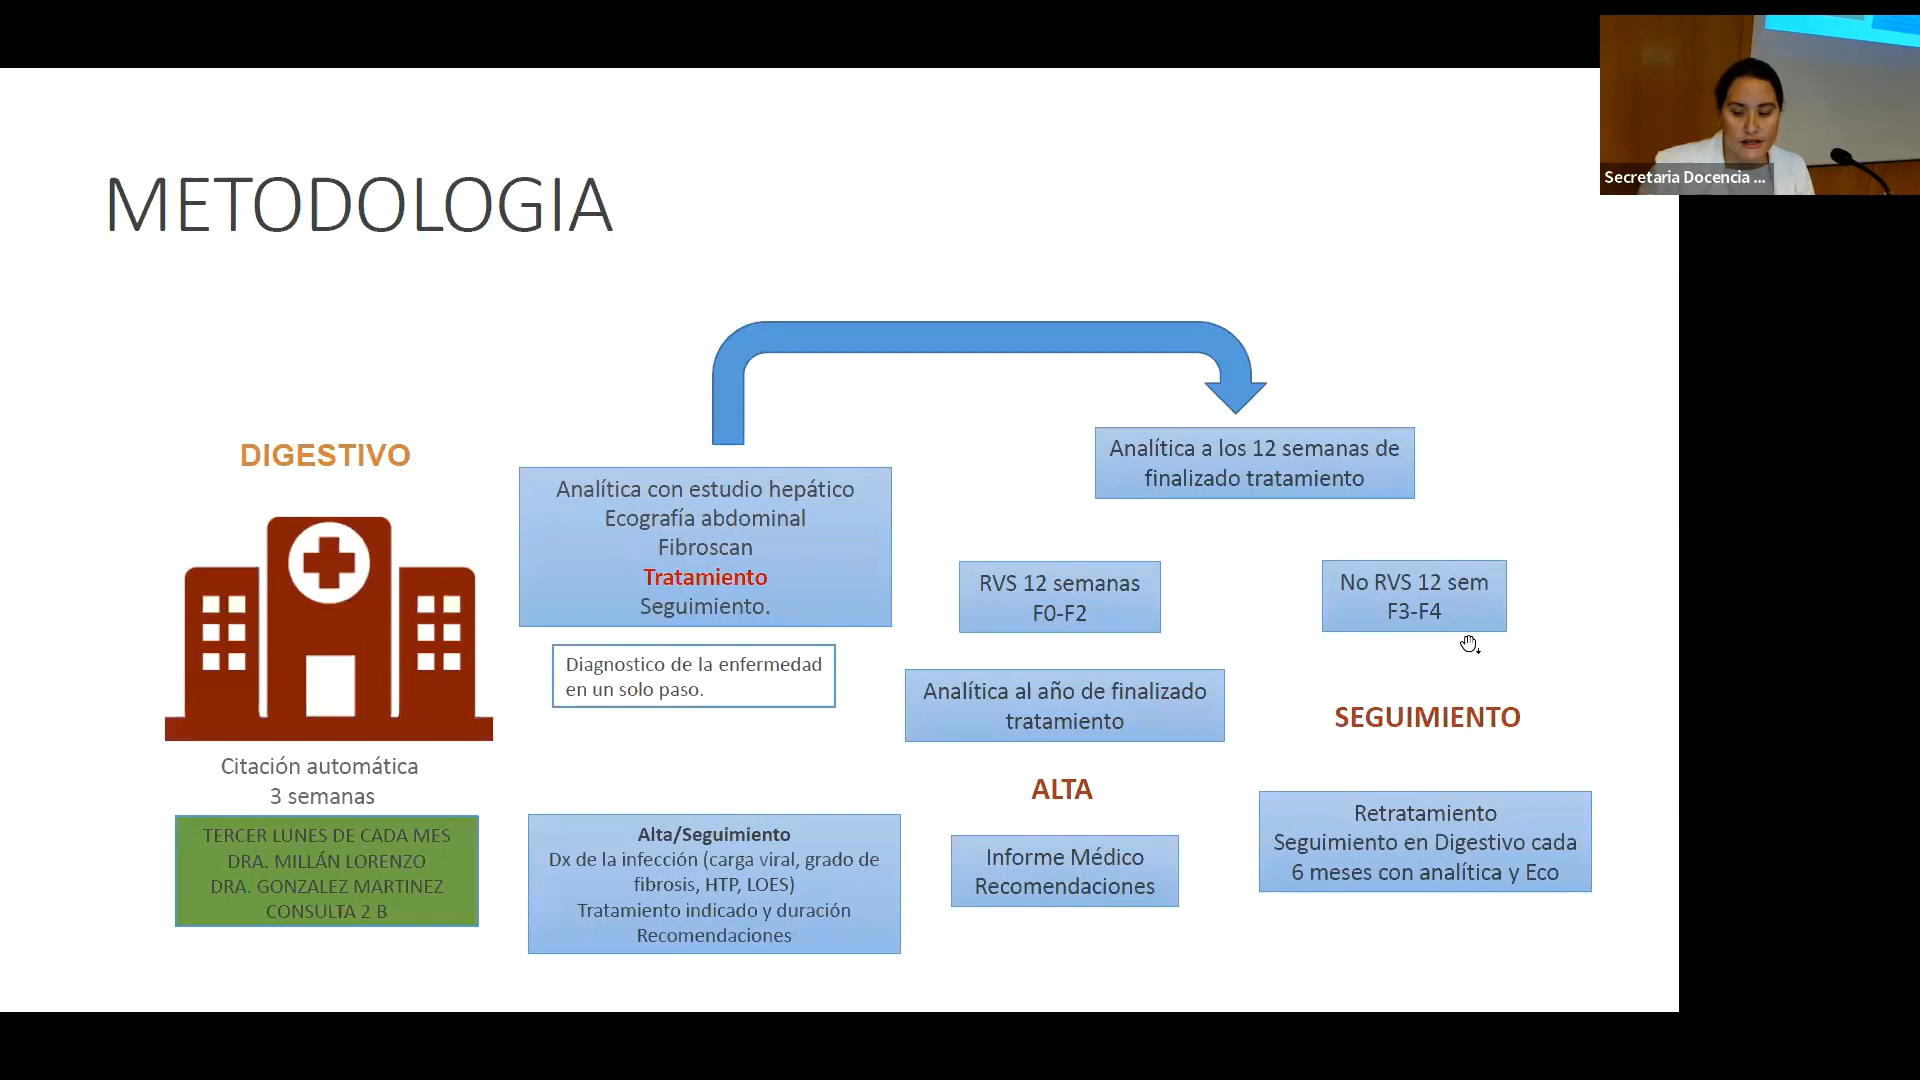 Secretaria Docencia ...
METODOLOGIA
DIGESTIVO
Citación automática
3 semanas
TERCER LUNES DE CADA MES
DRA. MILLÁN LORENZO
DRA. GONZALEZ MARTINEZ
CONSULTA 2 B
Analítica con estudio hepático
Ecografía abdominal
Fibroscan
Tratamiento
Seguimiento.
Diagnostico de la enfermedad
en un solo paso.
Alta/Seguimiento
Dx de la infección (carga viral, grado de
fibrosis, HTP, LOES)
Tratamiento indicado y duración
Recomendaciones
Analítica a los 12 semanas de
finalizado tratamiento
RVS 12 semanas
F0-F2
Analítica al año de finalizado
tratamiento
ALTA
Informe Médico
Recomendaciones
No RVS 12 sem
F3-F4
SEGUIMIENTO
Retratamiento
Seguimiento en Digestivo cada
6 meses con analítica y Eco